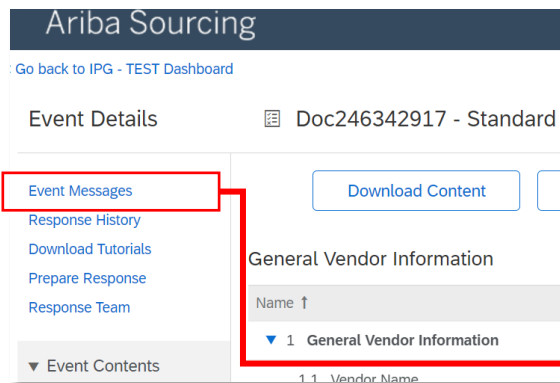 Ariba Sourcing
Go back to IPG - TEST Dashboard
Event Details
Doc246342917 - Standard
Event Messages
Response History
Download Tutorials
Prepare Response
Response Team
▼ Event Contents
Download Content
General Vendor Information
Name ↑
▼ 1 General Vendor Information
1.1 Vendor Name